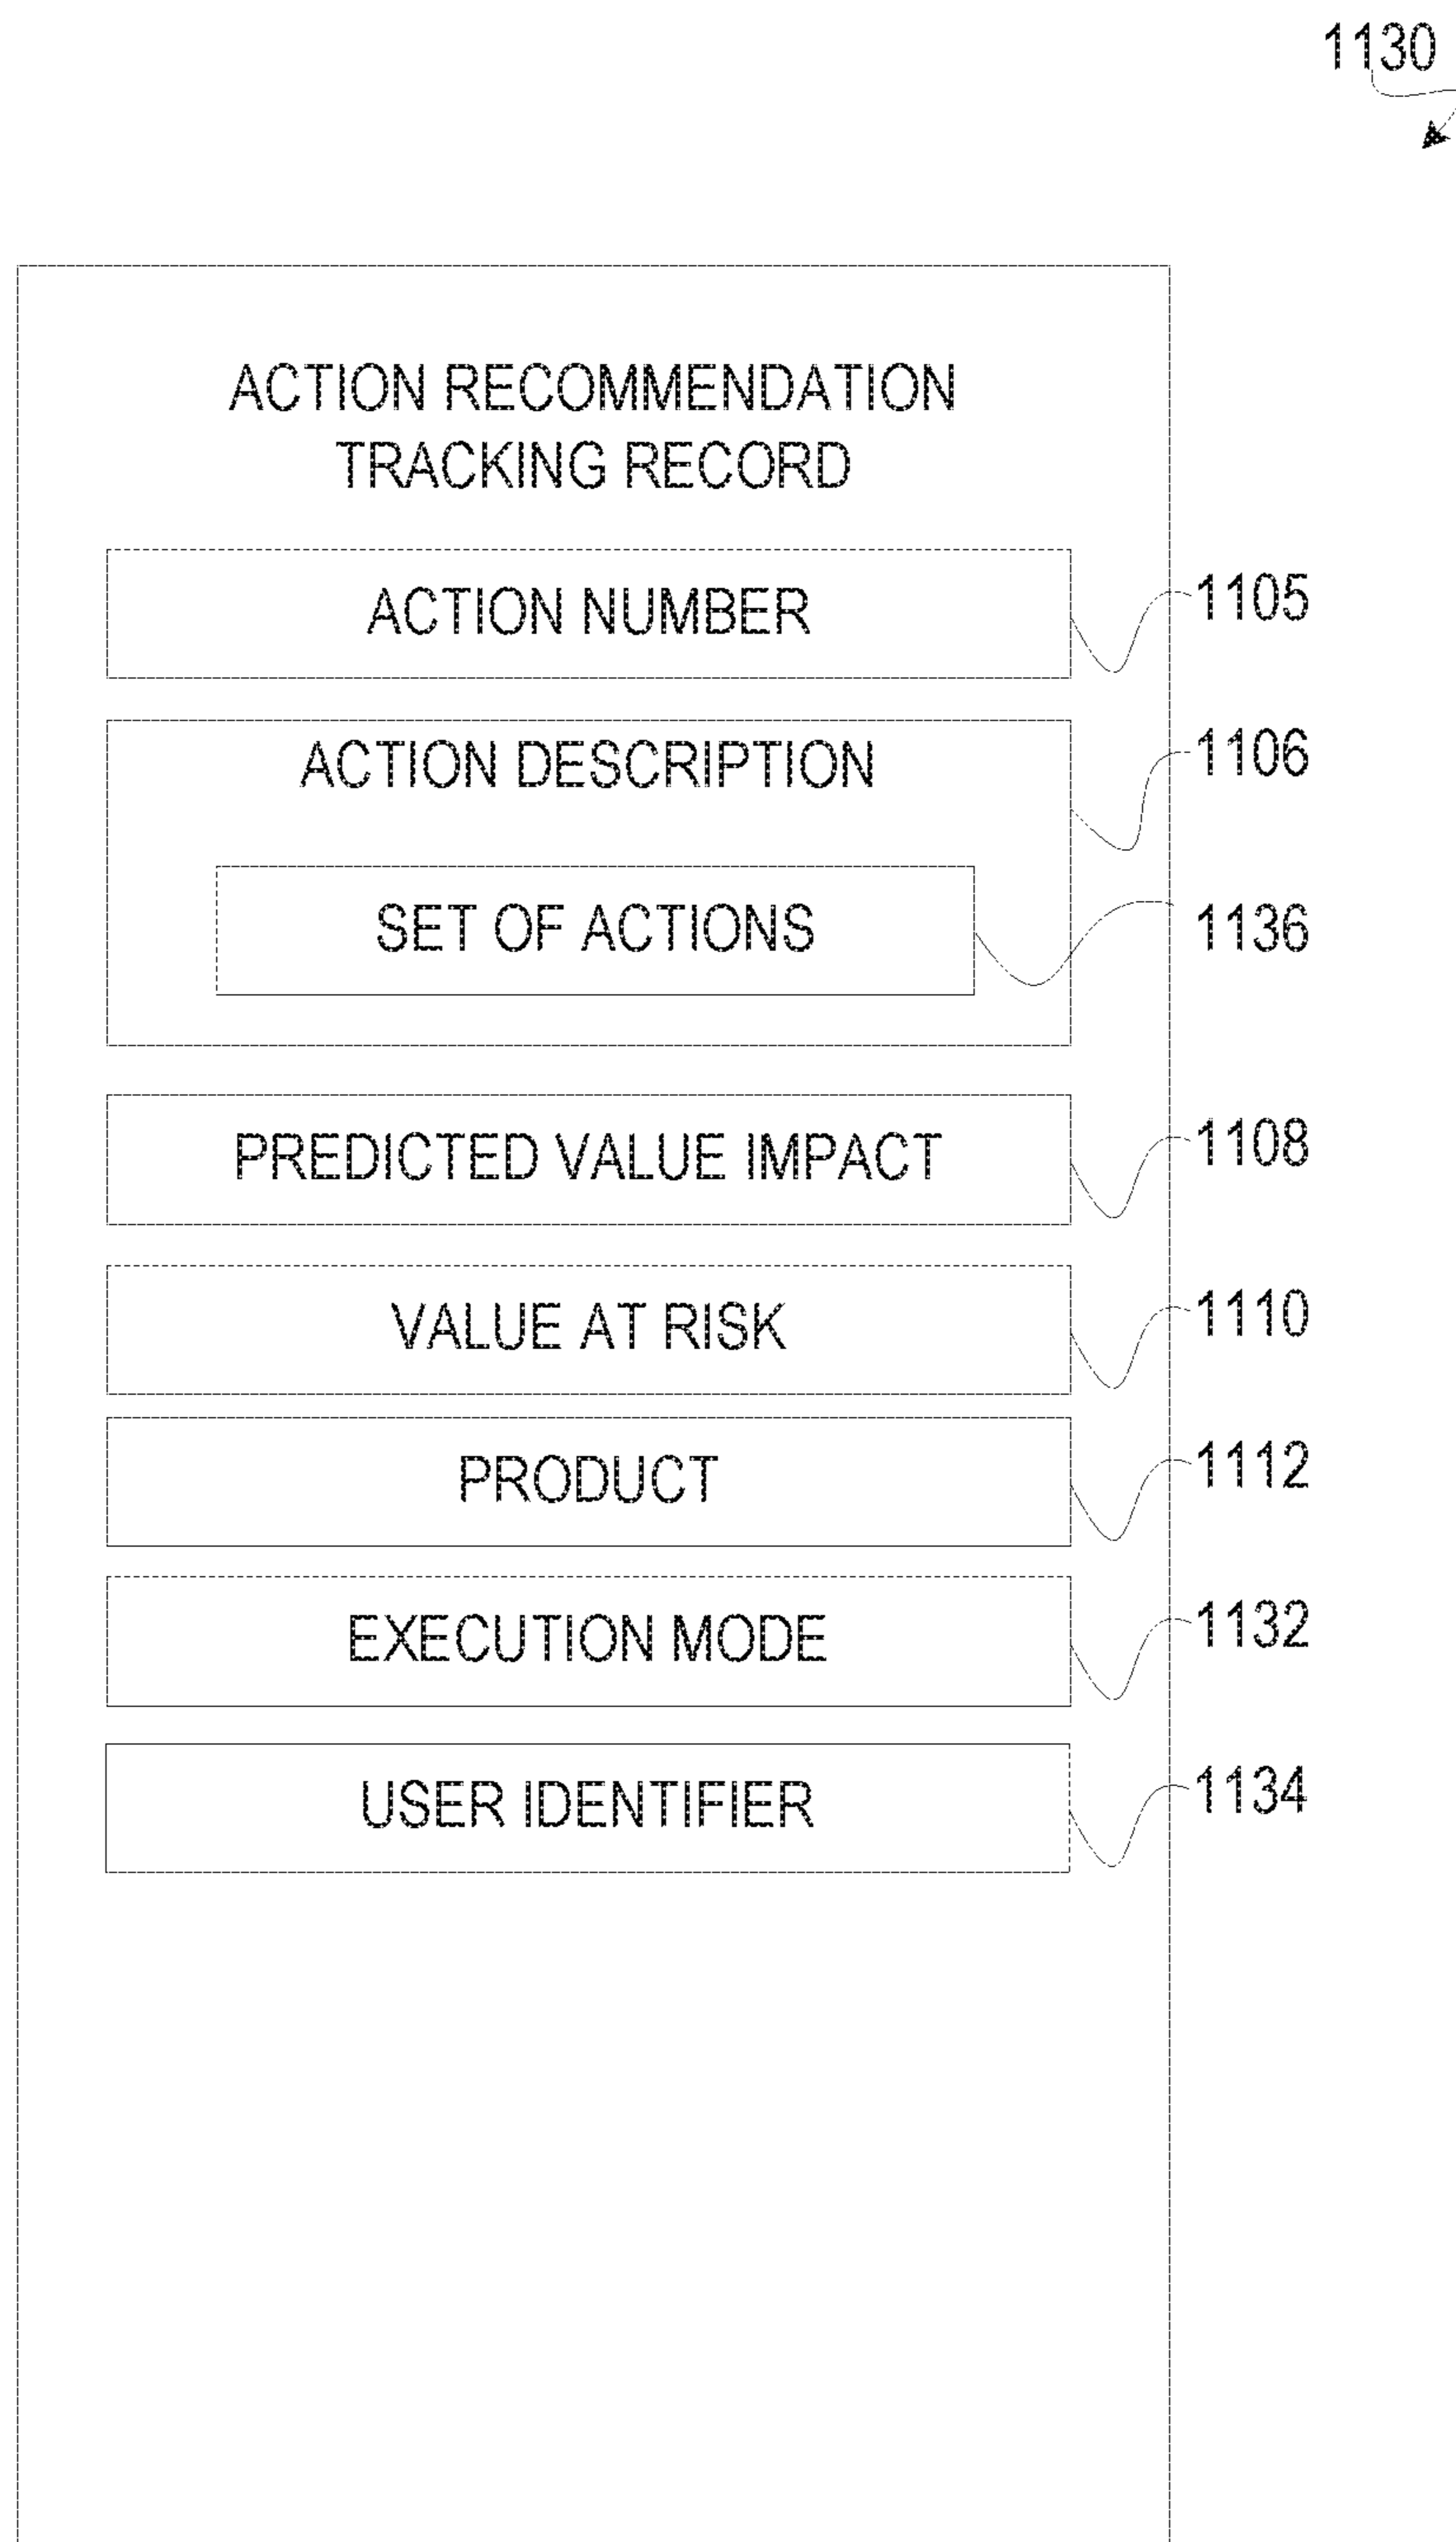 1130
ACTION RECOMMENDATION
TRACKING RECORD
ACTION NUMBER
1105
ACTION DESCRIPTION
1106
SET OF ACTIONS
1136
PREDICTED VALUE IMPACT
1108
VALUE AT RISK
1110
PRODUCT
1112
EXECUTION MODE
1132
USER IDENTIFIER
1134